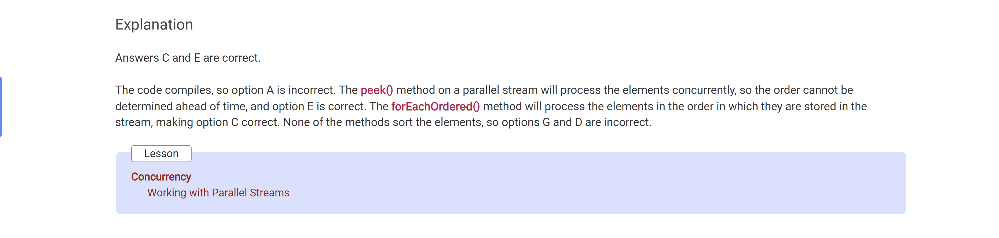 Explanation
Answers C and E are correct.
The code compiles, so option A is incorrect. The peek() method on a parallel stream will process the elements concurrently, so the order cannot be
determined ahead of time, and option E is correct. The forEachOrdered() method will process the elements in the order in which they are stored in the
stream, making option C correct. None of the methods sort the elements, so options G and D are incorrect.
Lesson
Concurrency
Working with Parallel Streams